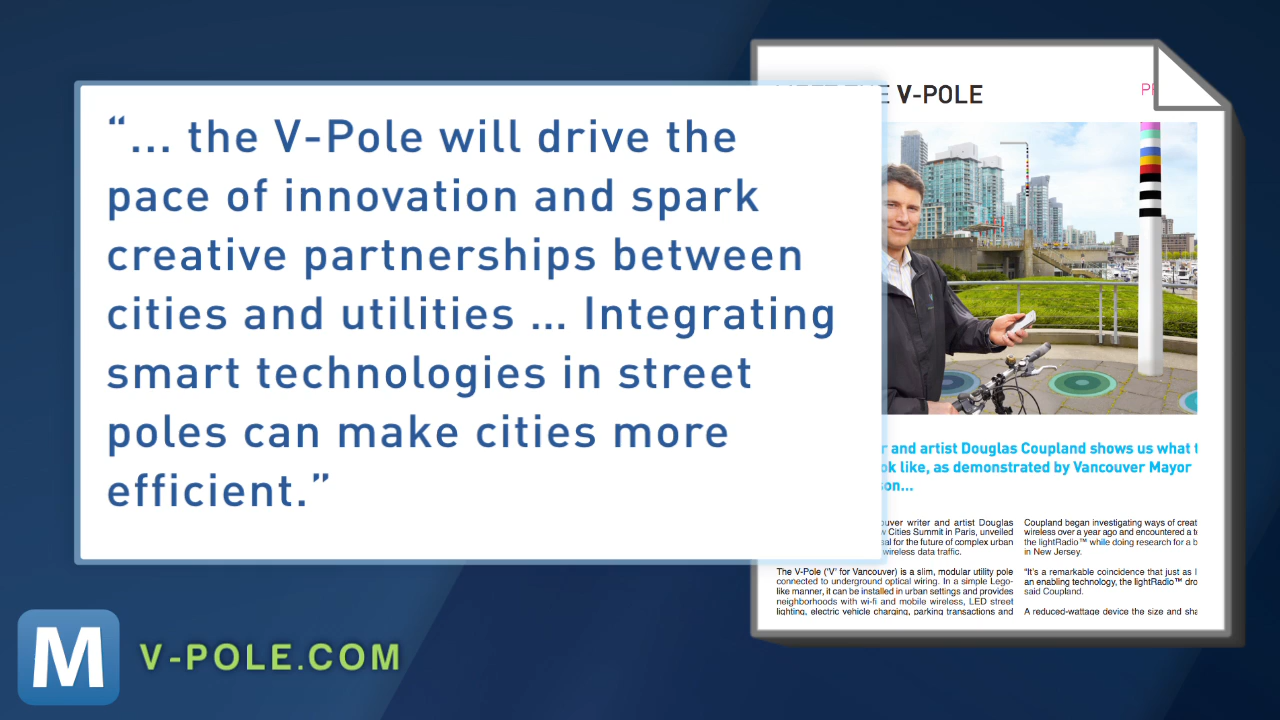 “... the V-Pole will drive the
pace of innovation and spark
creative partnerships between
cities and utilities ... Integrating
smart technologies in street
poles can make cities more
efficient.”
V-POLE
and artist Douglas Coupland shows us what
like, as demonstrated by Vancouver Mayor
writer and artist Douglas
Cities Summit in Paris, unveiled
for the future of complex urban
wireless data traffic.
The V-Pole ('V' for Vancouver) is a slim, modular utility pole
connected to underground optical wiring. In a simple Lego-
like manner, it can be installed in urban settings and provides
neighborhoods with wi-fi and mobile wireless, LED street
lighting, electric vehicle charging, parking transactions and
Coupland began investigating ways of
wireless over a year ago and encountered a
the lightRadio™ while doing research for a
in New Jersey.
“It's a remarkable coincidence that just as I
an enabling technology, the lightRadio™
said Coupland.
A reduced-wattage device the size and
M
V-POLE.COM